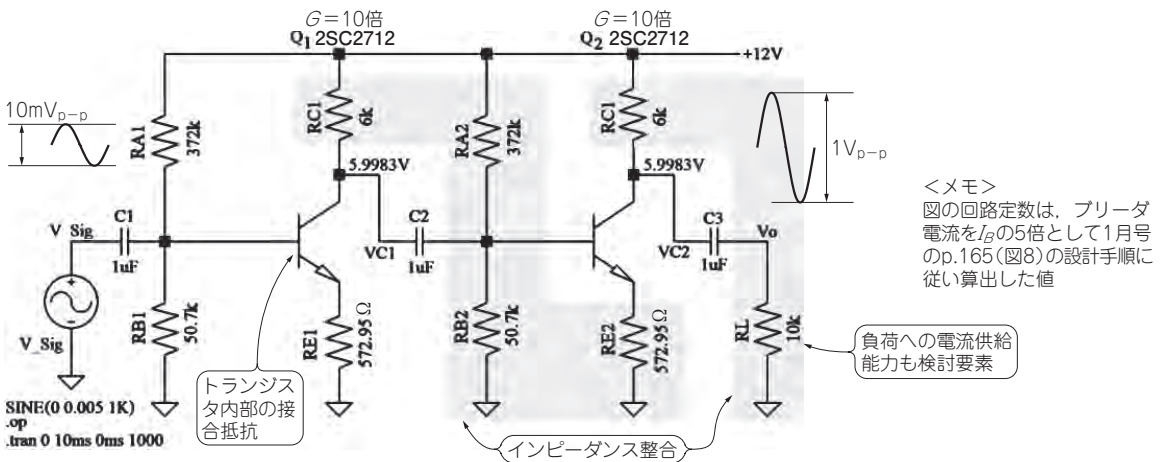 G=10倍
Q1 2SC2712
G=10倍
Q2 2SC2712
+12V
10mVp-p
RA1
372k
RC1
6k
RA2
372k
RC1
6k
1Vp-p
5.9983V
5.9983V
<メモ>
図の回路定数は，ブリーダ
電流をIBの5倍として1月号
のp.165(図8)の設計手順に
従い算出した値
V_Sig
C1
1uF
VC1
C2
1uF
VC2
C3
1uF
Vo
RB1
50.7k
RE1
572.95Ω
RB2
50.7k
RE2
572.95Ω
RL
10k
V_Sig
負荷への電流供給
能力も検討要素
トランジス
タ内部の接
合抵抗
インピーダンス整合
SINE(0 0.005 1K)
.op
.tran 0 10ms 0ms 1000